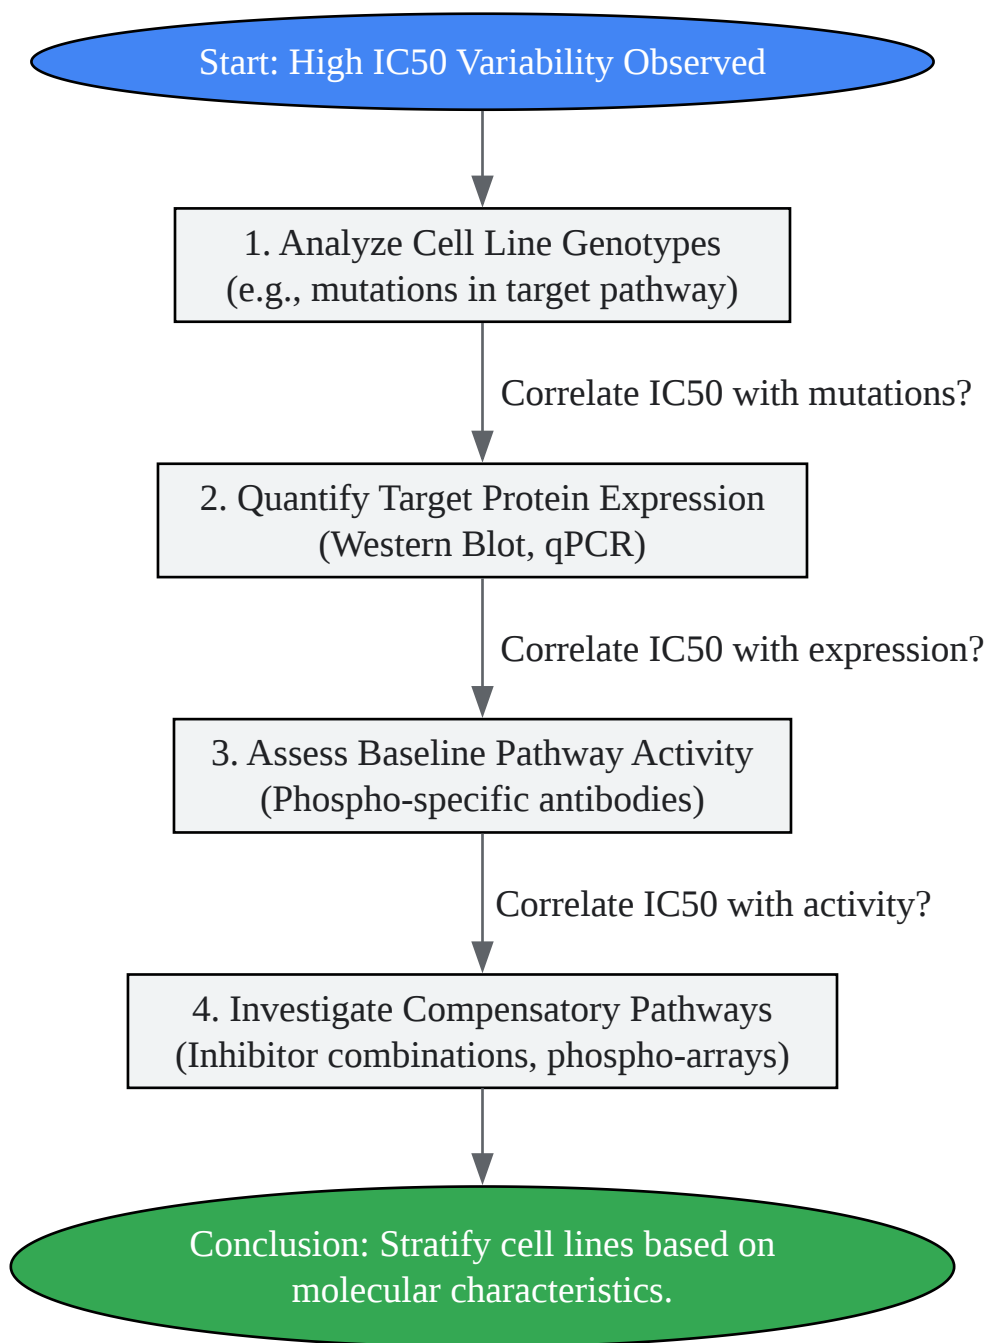 Start: High IC50 Variability Observed
1. Analyze Cell Line Genotypes
(e.g., mutations in target pathway)
Correlate IC50 with mutations?
2. Quantify Target Protein Expression
(Western Blot, qPCR)
Correlate IC50 with expression?
3. Assess Baseline Pathway Activity
(Phospho-specific antibodies)
Correlate IC50 with activity?
4. Investigate Compensatory Pathways
(Inhibitor combinations, phospho-arrays)
Conclusion: Stratify cell lines based on
molecular characteristics.